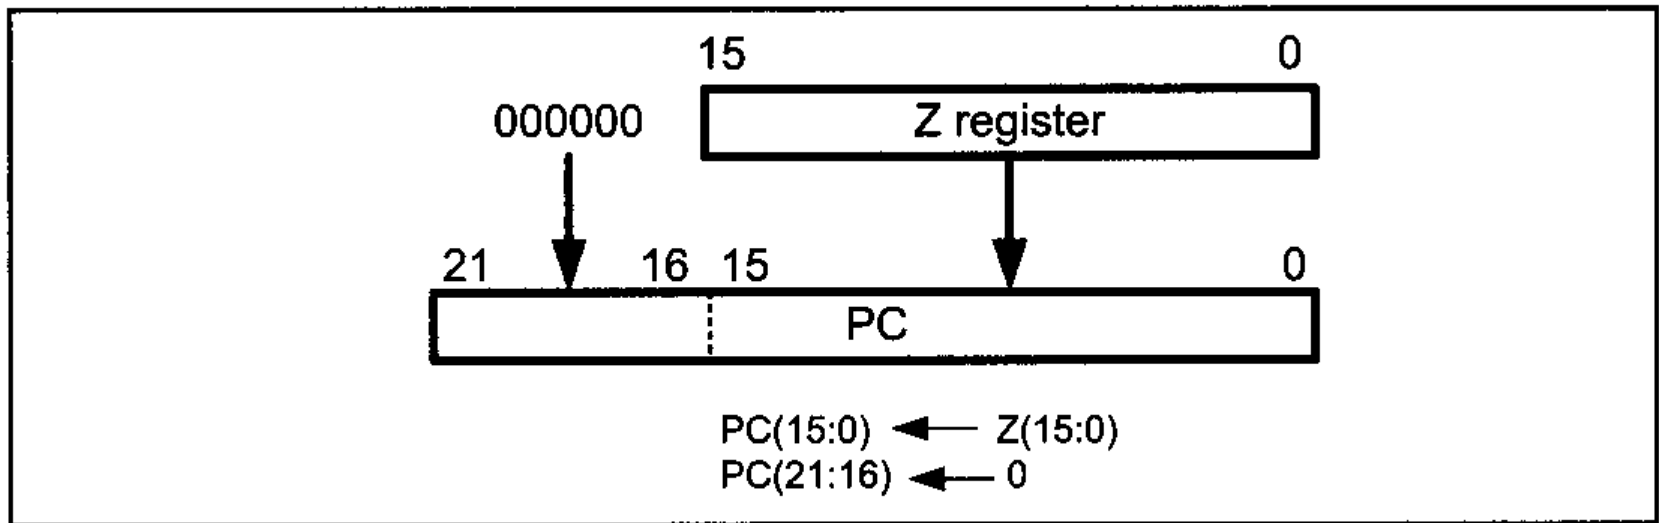 15 0
000000 Z register
21 16 15 0
PC
PC(15:0) ← Z(15:0)
PC(21:16) ← 0